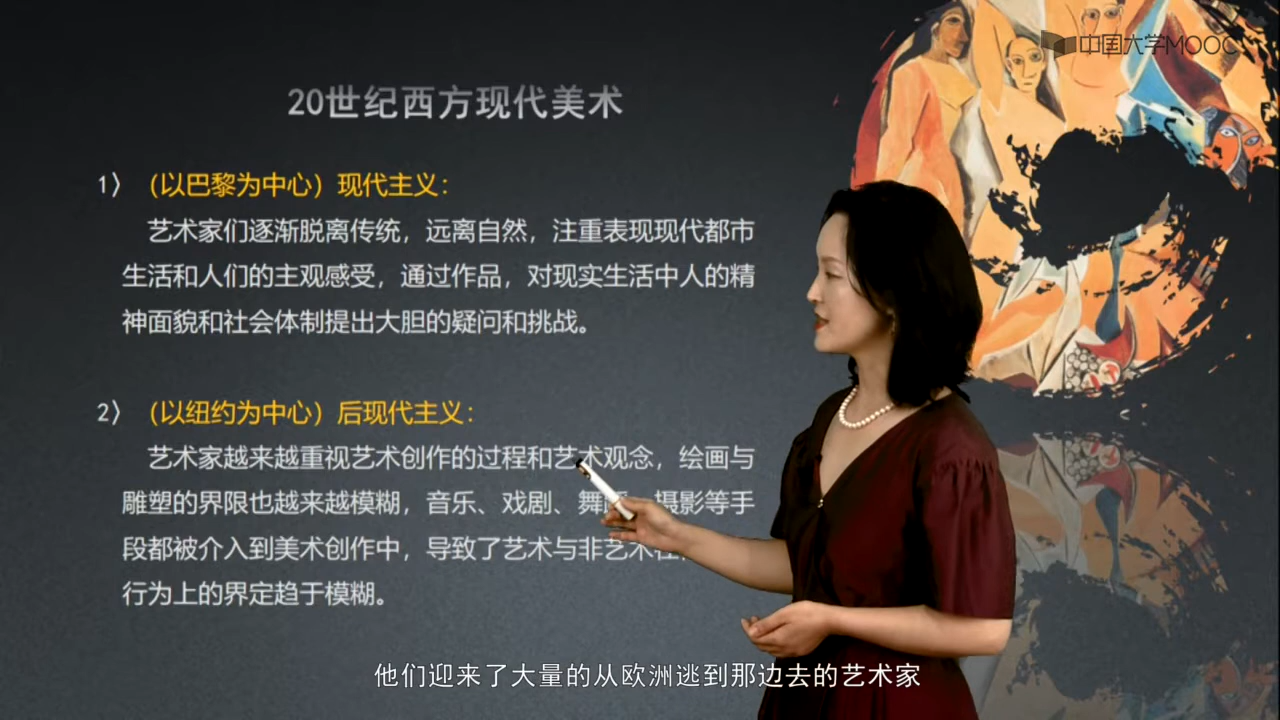 中国大学MOOC
20世纪西方现代美术
1）（以巴黎为中心）现代主义：
艺术家们逐渐脱离传统，远离自然，注重表现现代都市
生活和人们的主观感受，通过作品，对现实生活中人的精
神面貌和社会体制提出大胆的疑问和挑战。
2）（以纽约为中心）后现代主义：
艺术家越来越重视艺术创作的过程和艺术观念，绘画与
雕塑的界限也越来越模糊，音乐、戏剧、舞 摄影等手
段都被介入到美术创作中，导致了艺术与非艺术
行为上的界定趋于模糊。
他们迎来了大量的从欧洲逃到那边去的艺术家